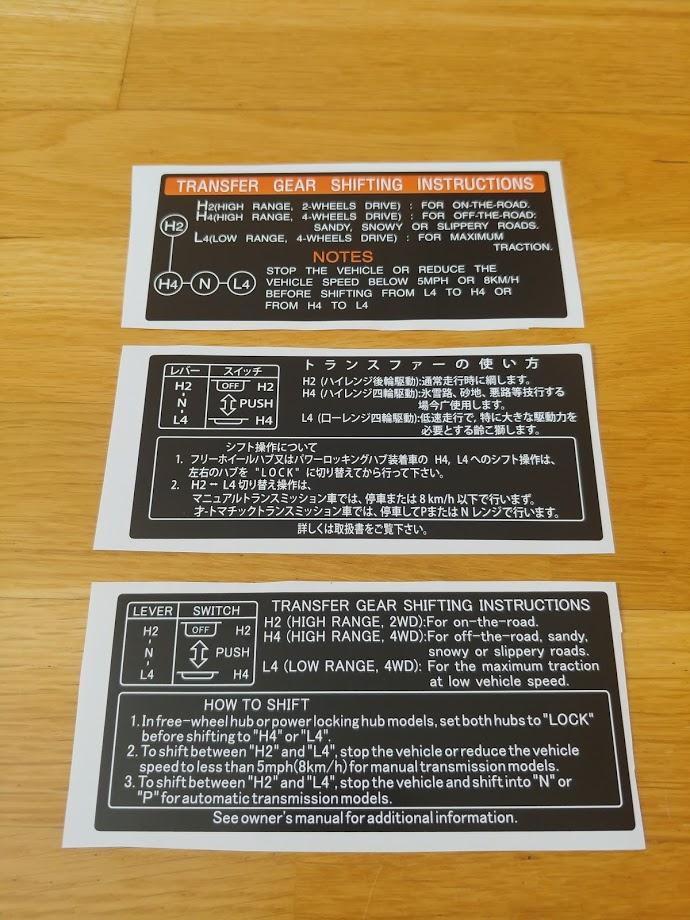 TRANSFER GEAR SHIFTING INSTRUCTIONS
H2(HIGH RANGE, 2-WHEELS DRIVE) : FOR ON-THE-ROAD.
H4(HIGH RANGE, 4-WHEELS DRIVE) : FOR OFF-THE-ROAD:
SANDY, SNOWY OR SLIPPERY ROADS.
L4(LOW RANGE, 4-WHEELS DRIVE) : FOR MAXIMUM
TRACTION.
H2
H4 N L4
NOTES
STOP THE VEHICLE OR REDUCE THE
VEHICLE SPEED BELOW 5MPH OR 8KM/H
BEFORE SHIFTING FROM L4 TO H4 OR
FROM H4 TO L4
トランスファーの使い方
レバー スイッチ
H2 OFF H2
N PUSH
L4 H4
H2 (ハイレンジ後輪駆動):通常走行時に綱します。
H4 (ハイレンジ四輪駆動):氷雪路、砂地、悪路等技行する
場今广使用します。
L4 (ローレンジ四輪駆動):低速走行で, 特に大きな駆動力を
必要とする齢こ獅します。
シフト操作について
1. フリーホイールハブ又はパワーロッキングハブ装着車の H4, L4 へのシフト操作は、
左右のハブを "LOCK" に切り替えてから行って下さい。
2. H2 ↔ L4 切り替え操作は、
マニュアルトランスミッション車では、停車または 8 km/h 以下で行いまず。
オ-トマチックトランスミッション車では、停車してPまたは N レンジで行います。
詳しくは取扱書をご覧下さい。
TRANSFER GEAR SHIFTING INSTRUCTIONS
LEVER SWITCH
H2 OFF H2
N PUSH
L4 H4
H2 (HIGH RANGE, 2WD):For on-the-road.
H4 (HIGH RANGE, 4WD):For off-the-road, sandy,
snowy or slippery roads.
L4 (LOW RANGE, 4WD): For the maximum traction
at low vehicle speed.
HOW TO SHIFT
1. In free-wheel hub or power locking hub models, set both hubs to "LOCK"
before shifting to "H4" or "L4".
2. To shift between "H2" and "L4", stop the vehicle or reduce the vehicle
speed to less than 5mph(8km/h) for manual transmission models.
3. To shift between "H2" and "L4", stop the vehicle and shift into "N" or
"P" for automatic transmission models.
See owner's manual for additional information.